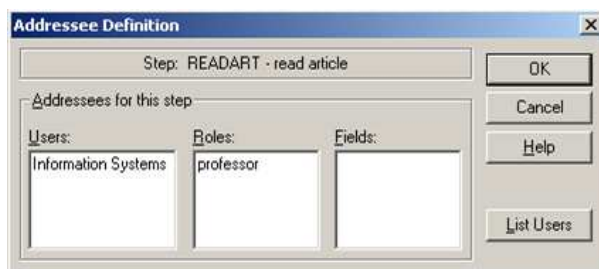 Addressee Definition
Step: READART - read article
OK
Addressees for this step
Cancel
Users:
Roles:
Fields:
Help
Information Systems
professor
List Users